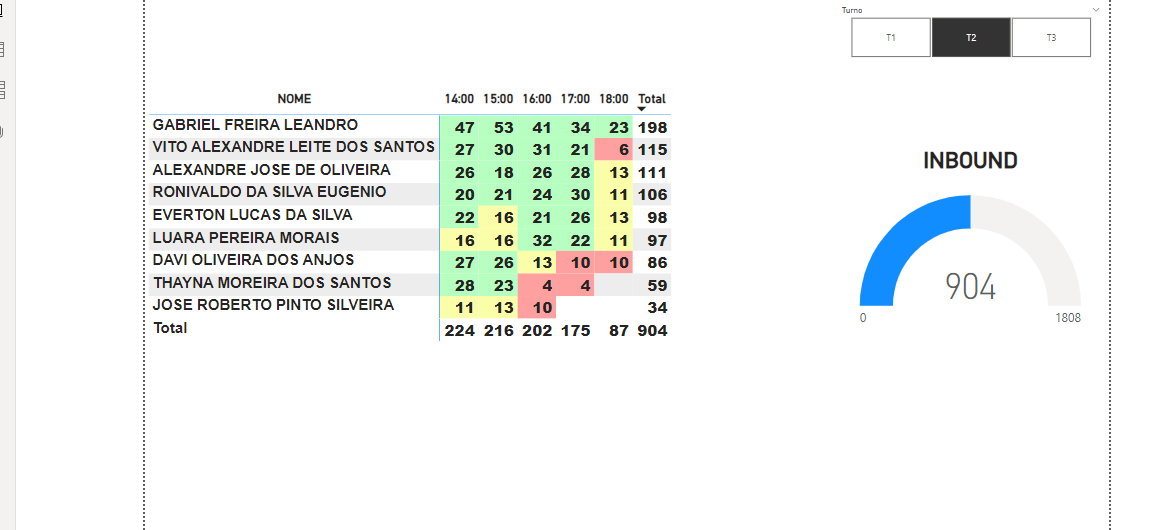 Turno
T1 T2 T3
NOME 14:00 15:00 16:00 17:00 18:00 Total
GABRIEL FREIRA LEANDRO 47 53 41 34 23 198
VITO ALEXANDRE LEITE DOS SANTOS 27 30 31 21 6 115
ALEXANDRE JOSE DE OLIVEIRA 26 18 26 28 13 111
RONIVALDO DA SILVA EUGENIO 20 21 24 30 11 106
EVERTON LUCAS DA SILVA 22 16 21 26 13 98
LUARA PEREIRA MORAIS 16 16 32 22 11 97
DAVI OLIVEIRA DOS ANJOS 27 26 13 10 10 86
THAYNA MOREIRA DOS SANTOS 28 23 4 4 59
JOSE ROBERTO PINTO SILVEIRA 11 13 10 34
Total 224 216 202 175 87 904
INBOUND
904
0 1808